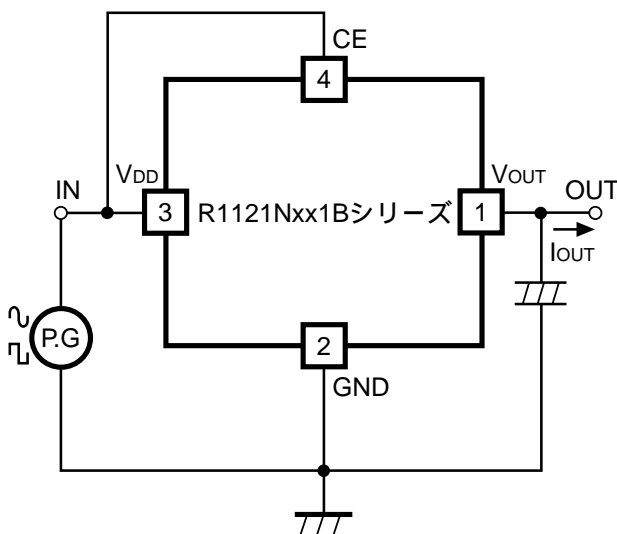 CE
4
VDD
VOUT
IN
OUT
3
R1121Nxx1Bシリーズ
1
IOUT
P.G
2
GND